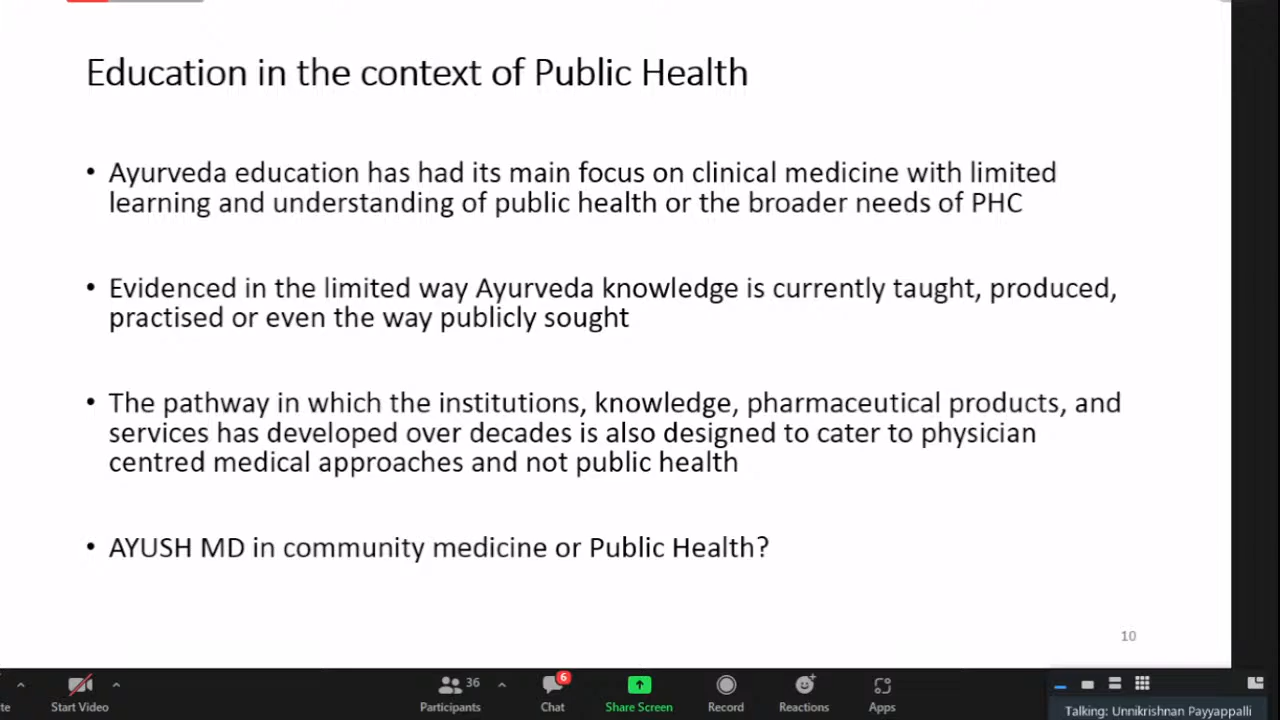 Education in the context of Public Health
• Ayurveda education has had its main focus on clinical medicine with limited
learning and understanding of public health or the broader needs of PHC
• Evidenced in the limited way Ayurveda knowledge is currently taught, produced,
practised or even the way publicly sought
• The pathway in which the institutions, knowledge, pharmaceutical products, and
services has developed over decades is also designed to cater to physician
centred medical approaches and not public health
• AYUSH MD in community medicine or Public Health?
10
36
6
te
Start Video
Participants
Chat
Share Screen
Record
Reactions
Apps
Talking: Unnikrishnan Payyappalli